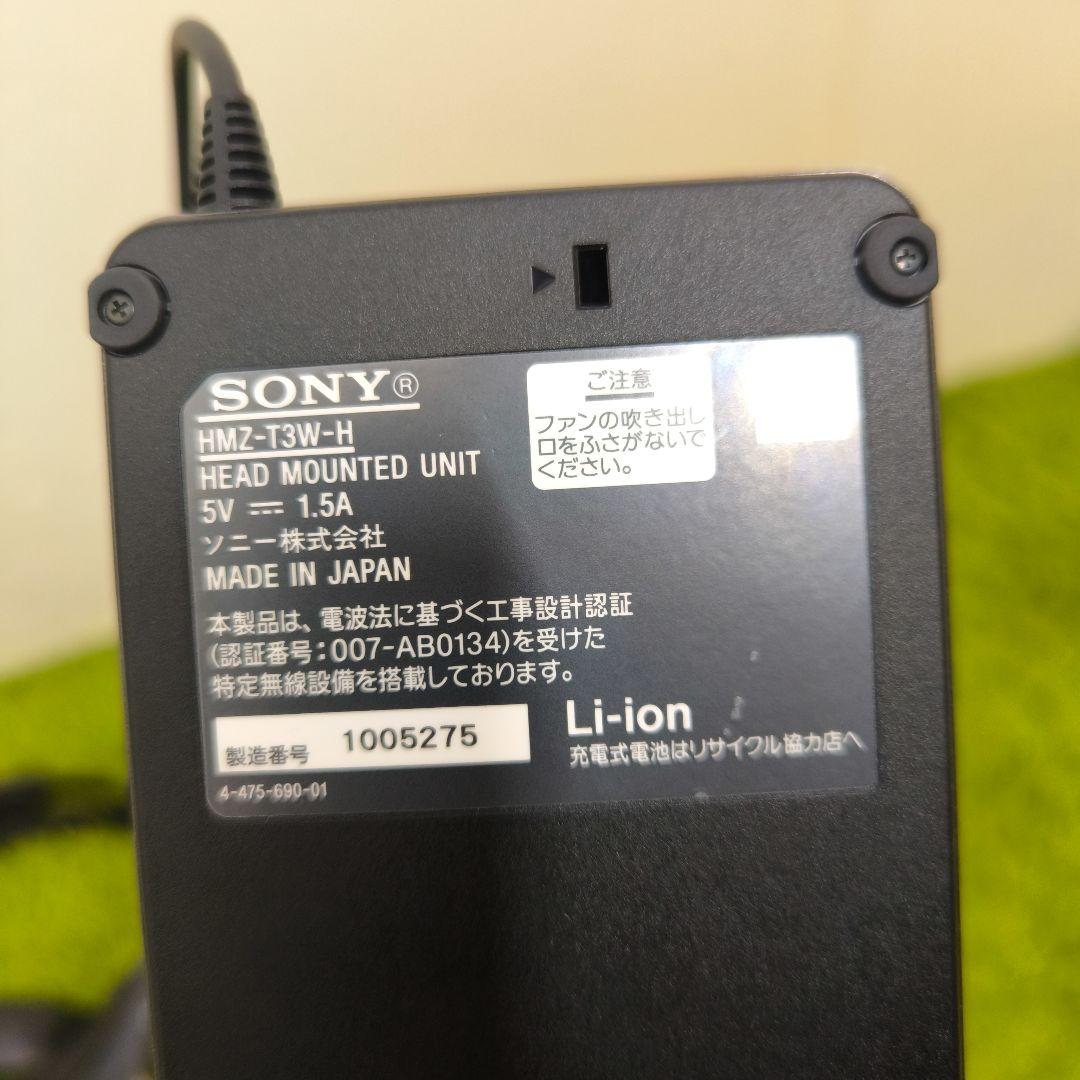 SONY®
HMZ-T3W-H
HEAD MOUNTED UNIT
5V ⎓ 1.5A
ソニー株式会社
MADE IN JAPAN
ご注意
ファンの吹き出し
口をふさがないで
ください。
本製品は、電波法に基づく工事設計認証
(認証番号:007-AB0134)を受けた
特定無線設備を搭載しております。
製造番号 1005275
4-475-690-01
Li-ion
充電式電池はリサイクル協力店へ